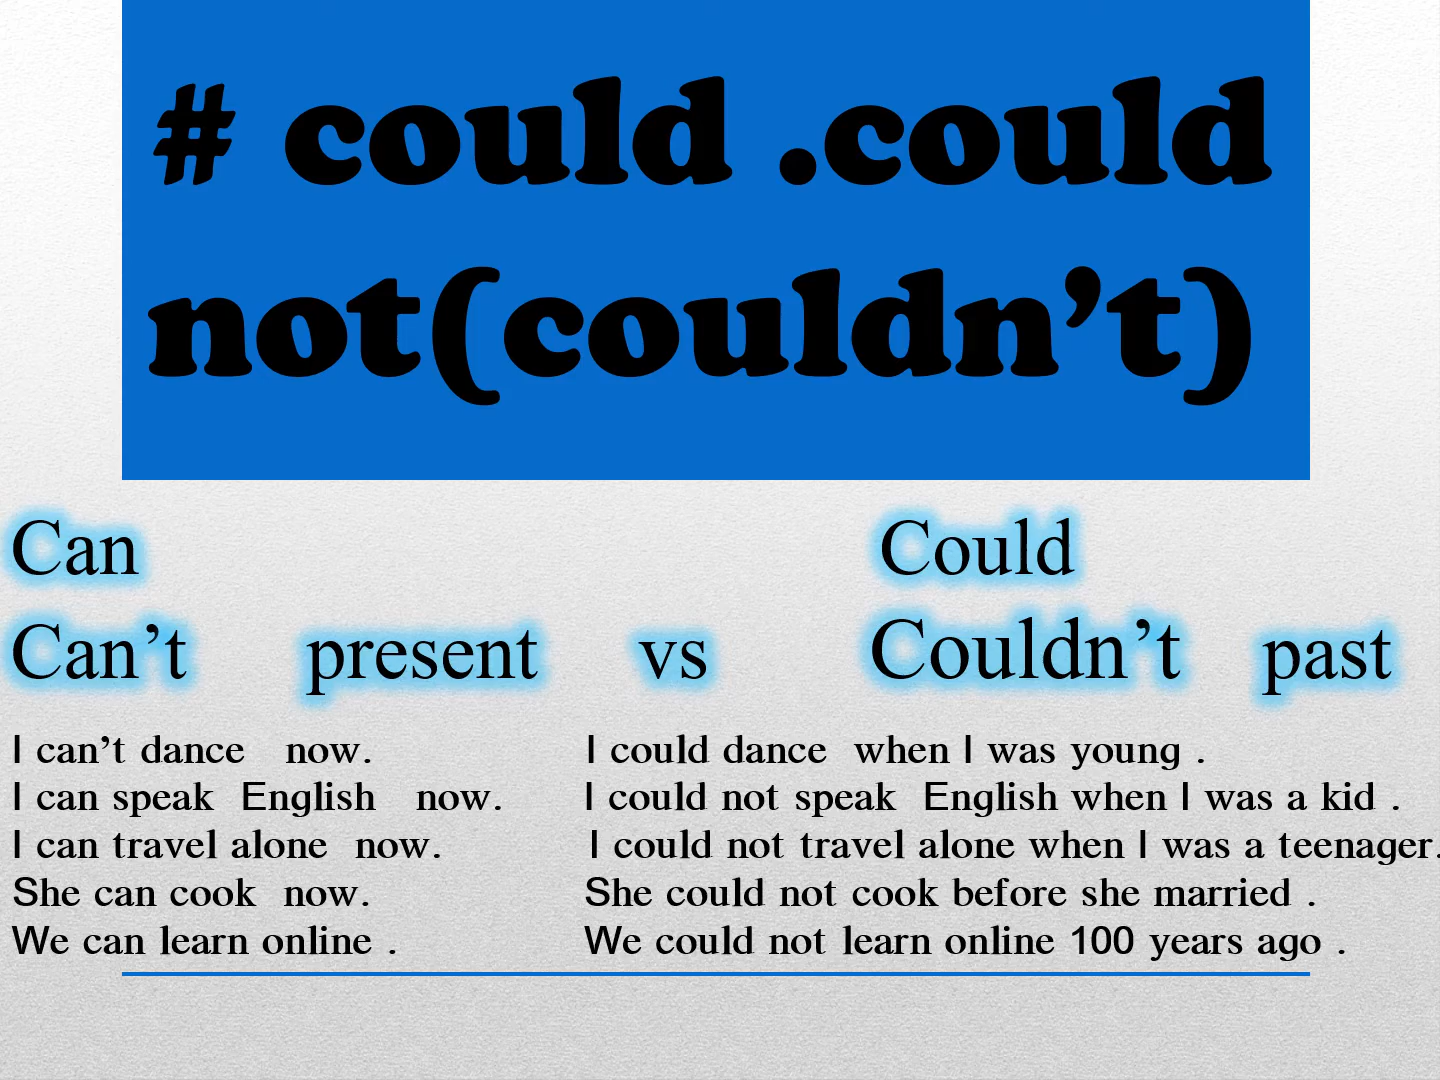 # could .could
not(couldn’t)
Can Could
Can’t present vs Couldn’t past
I can’t dance now. I could dance when I was young .
I can speak English now. I could not speak English when I was a kid .
I can travel alone now. I could not travel alone when I was a teenager.
She can cook now. She could not cook before she married .
We can learn online . We could not learn online 100 years ago .